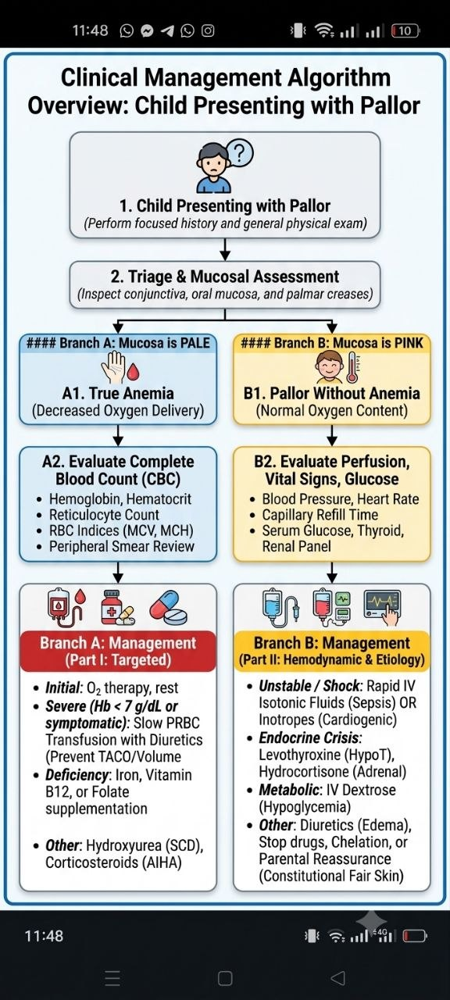 11:48
10
Clinical Management Algorithm
Overview: Child Presenting with Pallor
?
1. Child Presenting with Pallor
(Perform focused history and general physical exam)
2. Triage & Mucosal Assessment
(Inspect conjunctiva, oral mucosa, and palmar creases)
#### Branch A: Mucosa is PALE
A1. True Anemia
(Decreased Oxygen Delivery)
A2. Evaluate Complete
Blood Count (CBC)
• Hemoglobin, Hematocrit
• Reticulocyte Count
• RBC Indices (MCV, MCH)
• Peripheral Smear Review
Branch A: Management
(Part I: Targeted)
• Initial: O₂ therapy, rest
• Severe (Hb < 7 g/dL or
symptomatic): Slow PRBC
Transfusion with Diuretics
(Prevent TACO/Volume
• Deficiency: Iron, Vitamin
B12, or Folate
supplementation
• Other: Hydroxyurea (SCD),
Corticosteroids (AIHA)
#### Branch B: Mucosa is PINK
B1. Pallor Without Anemia
(Normal Oxygen Content)
B2. Evaluate Perfusion,
Vital Signs, Glucose
• Blood Pressure, Heart Rate
• Capillary Refill Time
• Serum Glucose, Thyroid,
Renal Panel
Branch B: Management
(Part II: Hemodynamic & Etiology)
• Unstable / Shock: Rapid IV
Isotonic Fluids (Sepsis) OR
Inotropes (Cardiogenic)
• Endocrine Crisis:
Levothyroxine (HypoT),
Hydrocortisone (Adrenal)
• Metabolic: IV Dextrose
(Hypoglycemia)
• Other: Diuretics (Edema),
Stop drugs, Chelation, or
Parental Reassurance
(Constitutional Fair Skin)
11:48